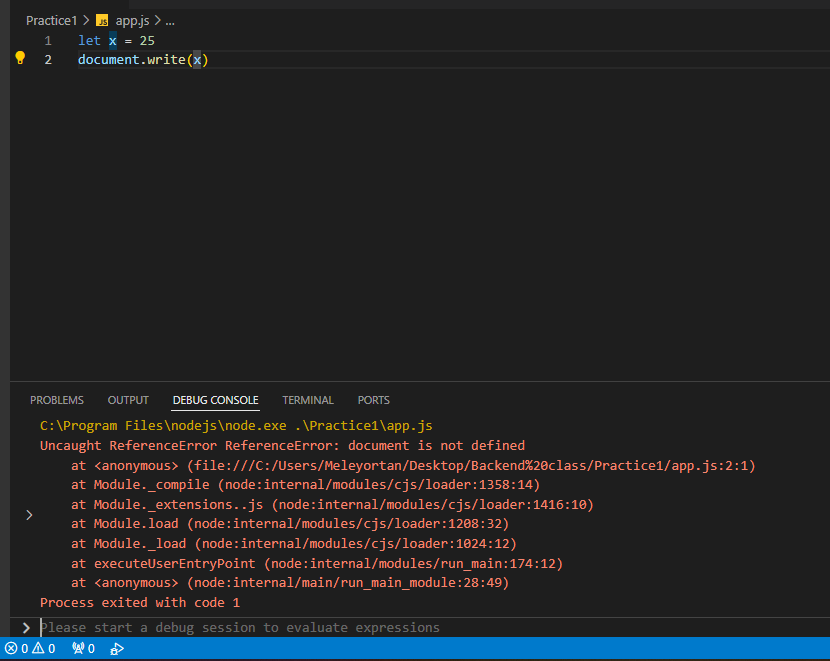 Practice1 > JS app.js > ...
1 let x = 25
2 document.write(x)
PROBLEMS OUTPUT DEBUG CONSOLE TERMINAL PORTS
C:\Program Files\nodejs\node.exe .\Practice1\app.js
Uncaught ReferenceError ReferenceError: document is not defined
    at <anonymous> (file:///C:/Users/Meleyortan/Desktop/Backend%20class/Practice1/app.js:2:1)
    at Module._compile (node:internal/modules/cjs/loader:1358:14)
    at Module._extensions..js (node:internal/modules/cjs/loader:1416:10)
    at Module.load (node:internal/modules/cjs/loader:1208:32)
    at Module._load (node:internal/modules/cjs/loader:1024:12)
    at executeUserEntryPoint (node:internal/modules/run_main:174:12)
    at <anonymous> (node:internal/main/run_main_module:28:49)
Process exited with code 1
Please start a debug session to evaluate expressions
0 0 0